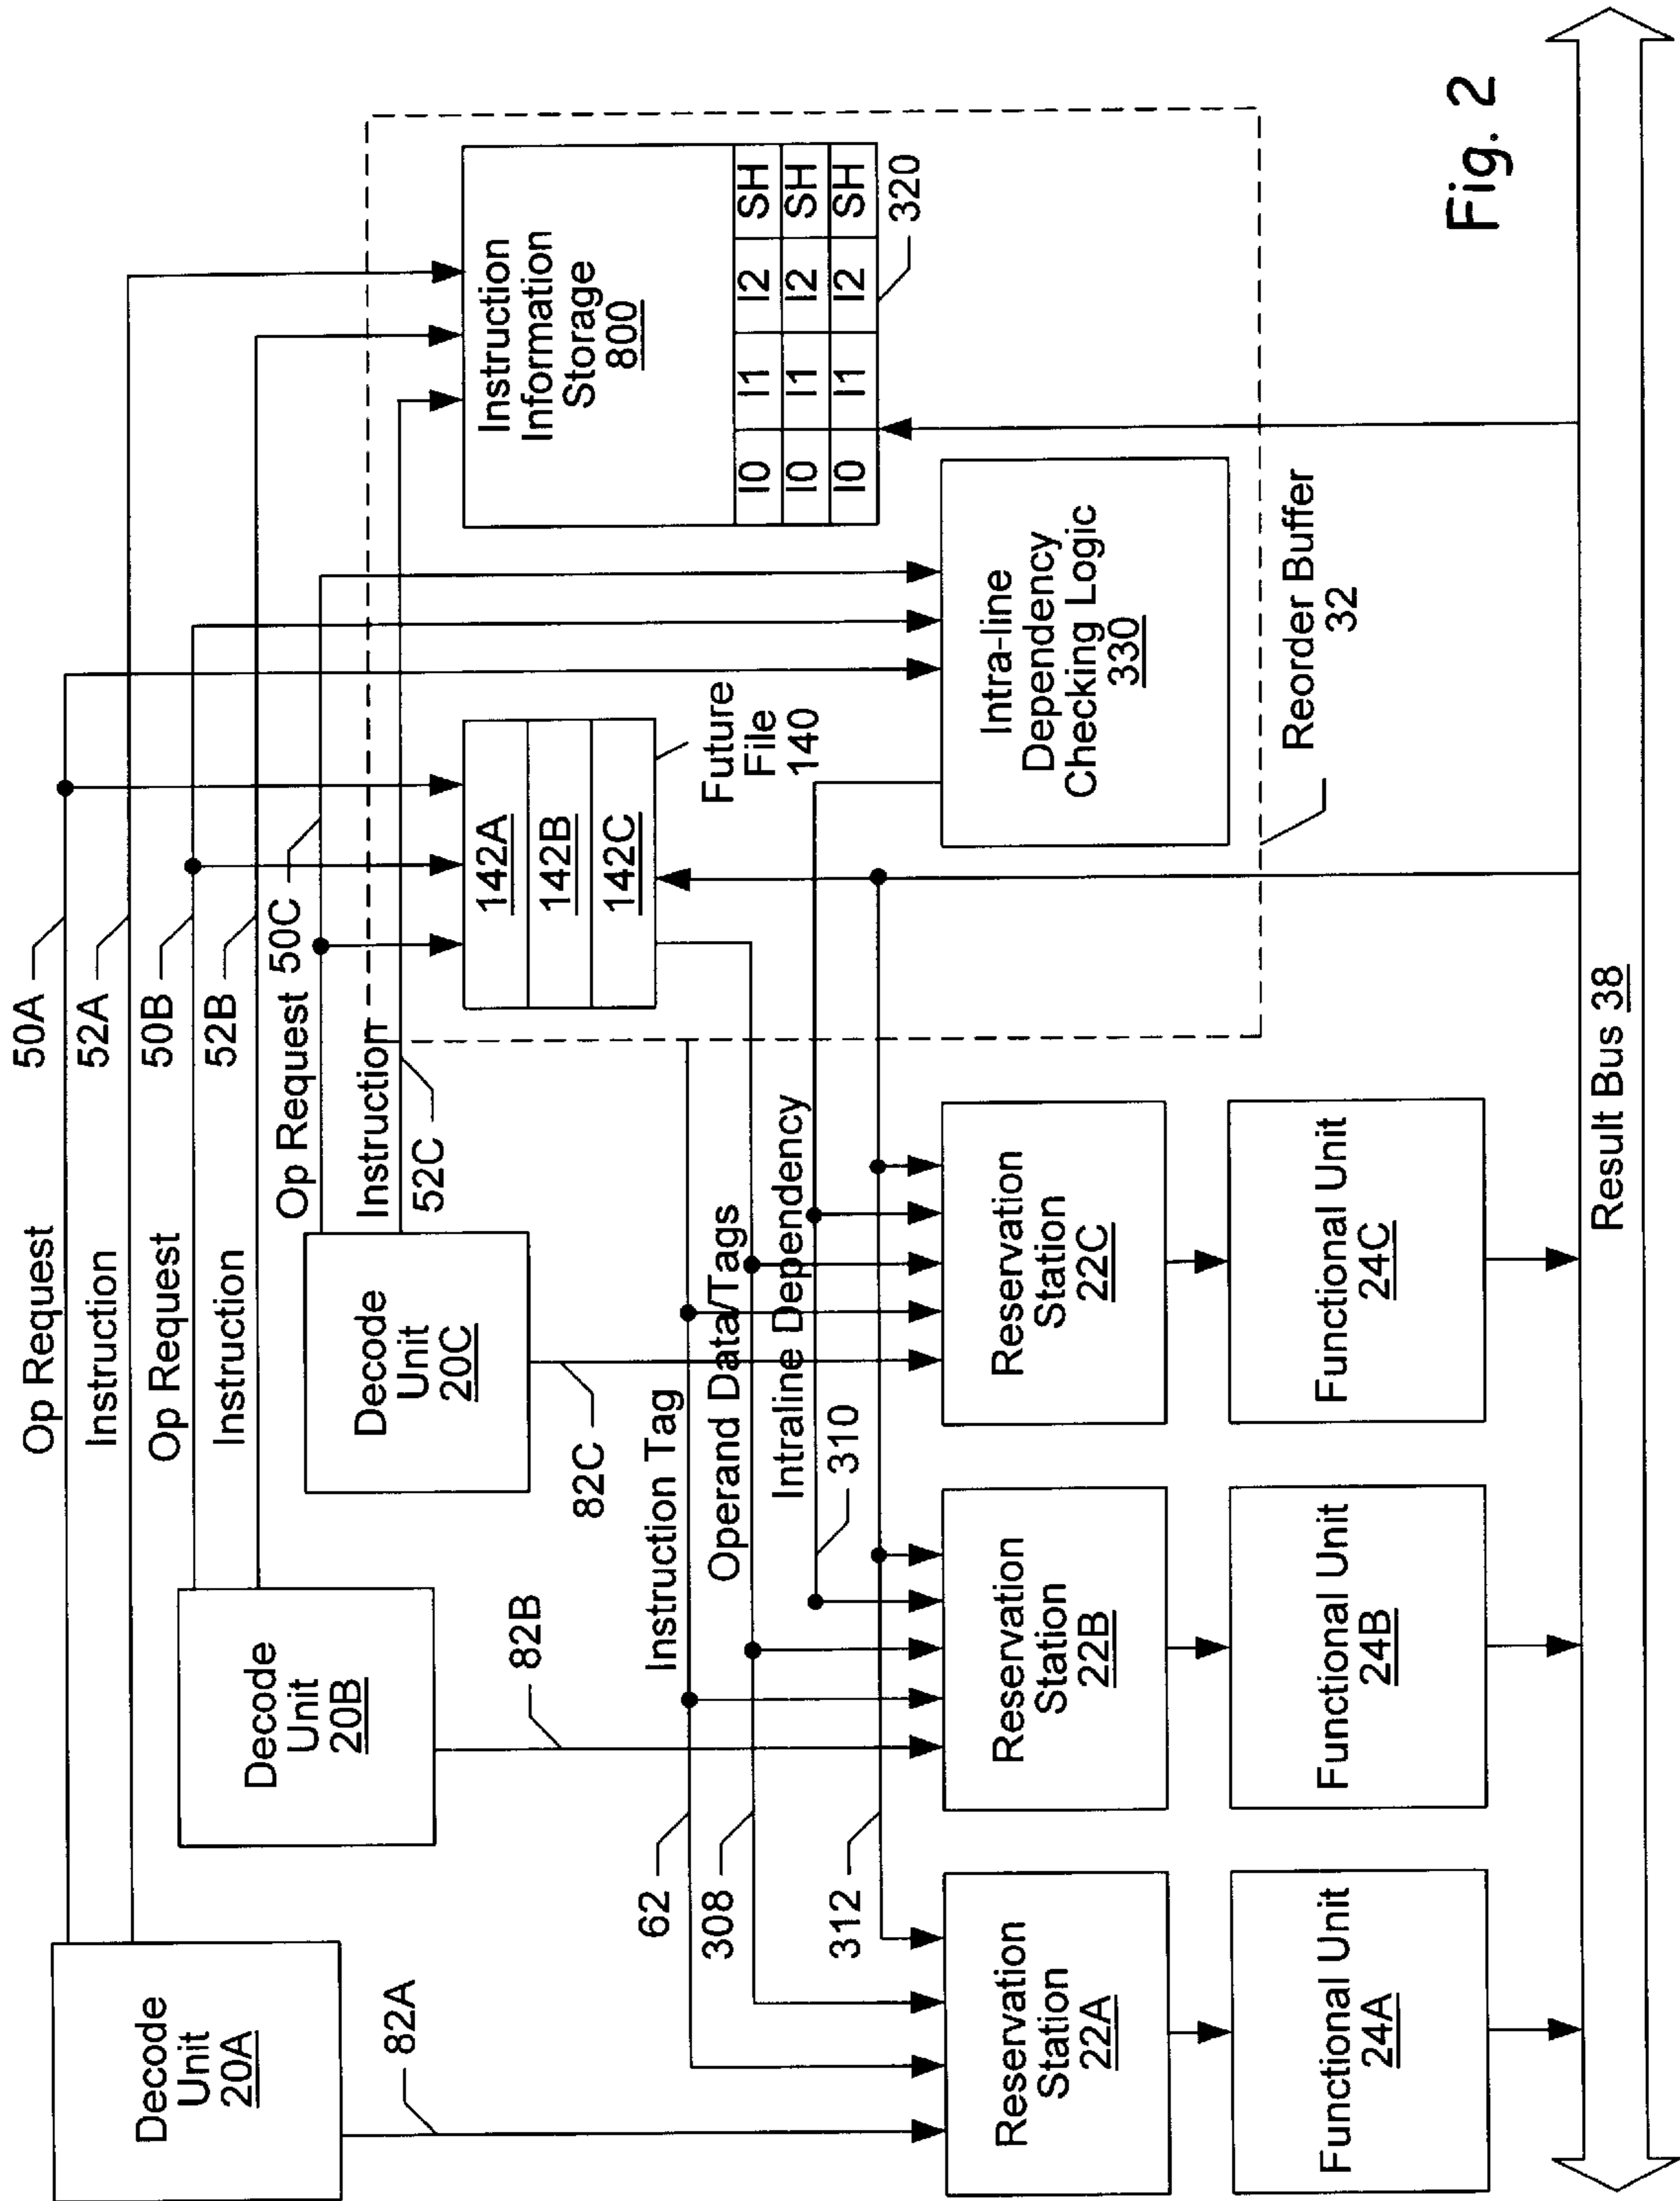 Op Request
50A
Instruction
52A
Op Request
50B
Instruction
52B
Op Request
50C
Instruction
52C
Decode
Unit
20A
Decode
Unit
20B
Decode
Unit
20C
82A
82B
82C
Instruction
Information
Storage
800
I0 I1 I2 SH
I0 I1 I2 SH
I0 I1 I2 SH
320
142A
142B
142C
Future
File
140
Instruction Tag
62
Operand Data/Tags
308
Intraline Dependency
310
312
Intra-line
Dependency
Checking Logic
330
Reorder Buffer
32
Reservation
Station
22A
Reservation
Station
22B
Reservation
Station
22C
Functional Unit
24A
Functional Unit
24B
Functional Unit
24C
Result Bus 38
Fig. 2